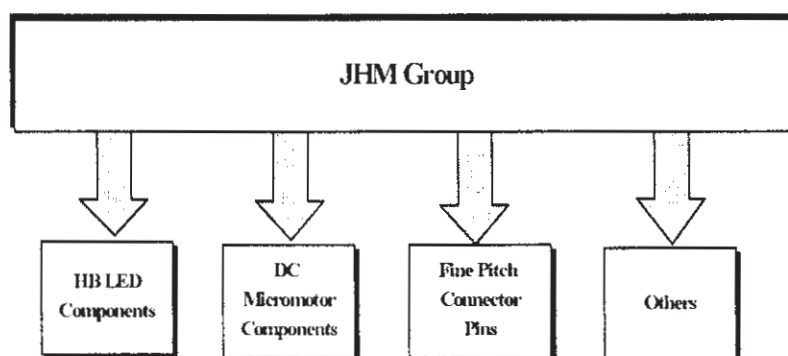 JHM Group
HB LED
Components
DC
Micromotor
Components
Fine Pitch
Connector
Pins
Others